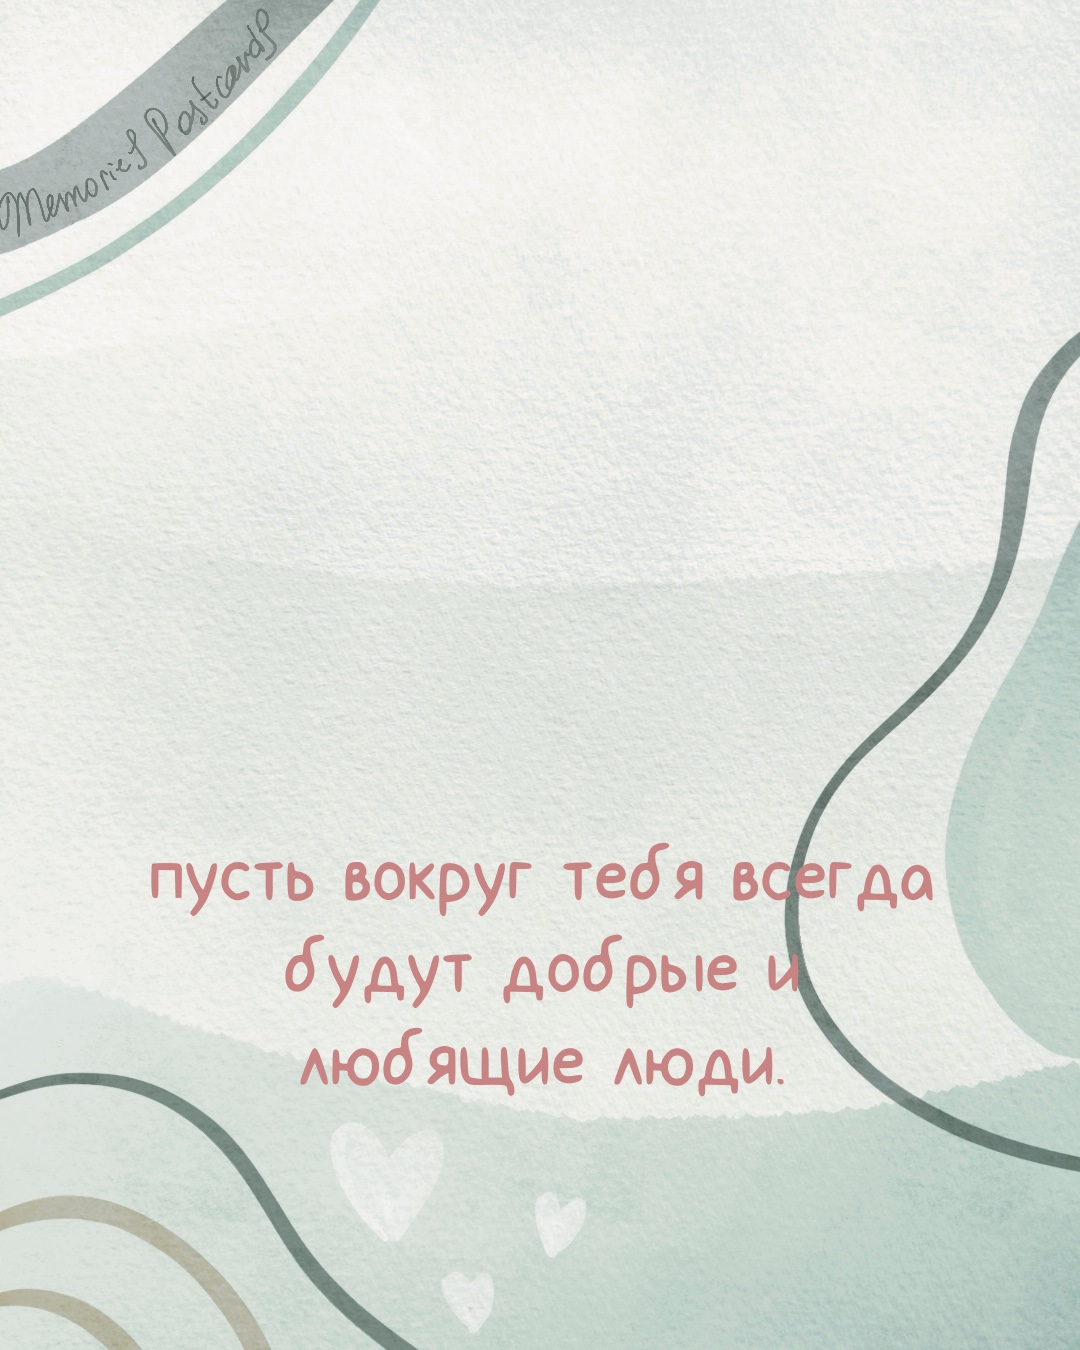 Memories Postcards
пусть вокруг тебя всегда
будут добрые и
любящие люди.